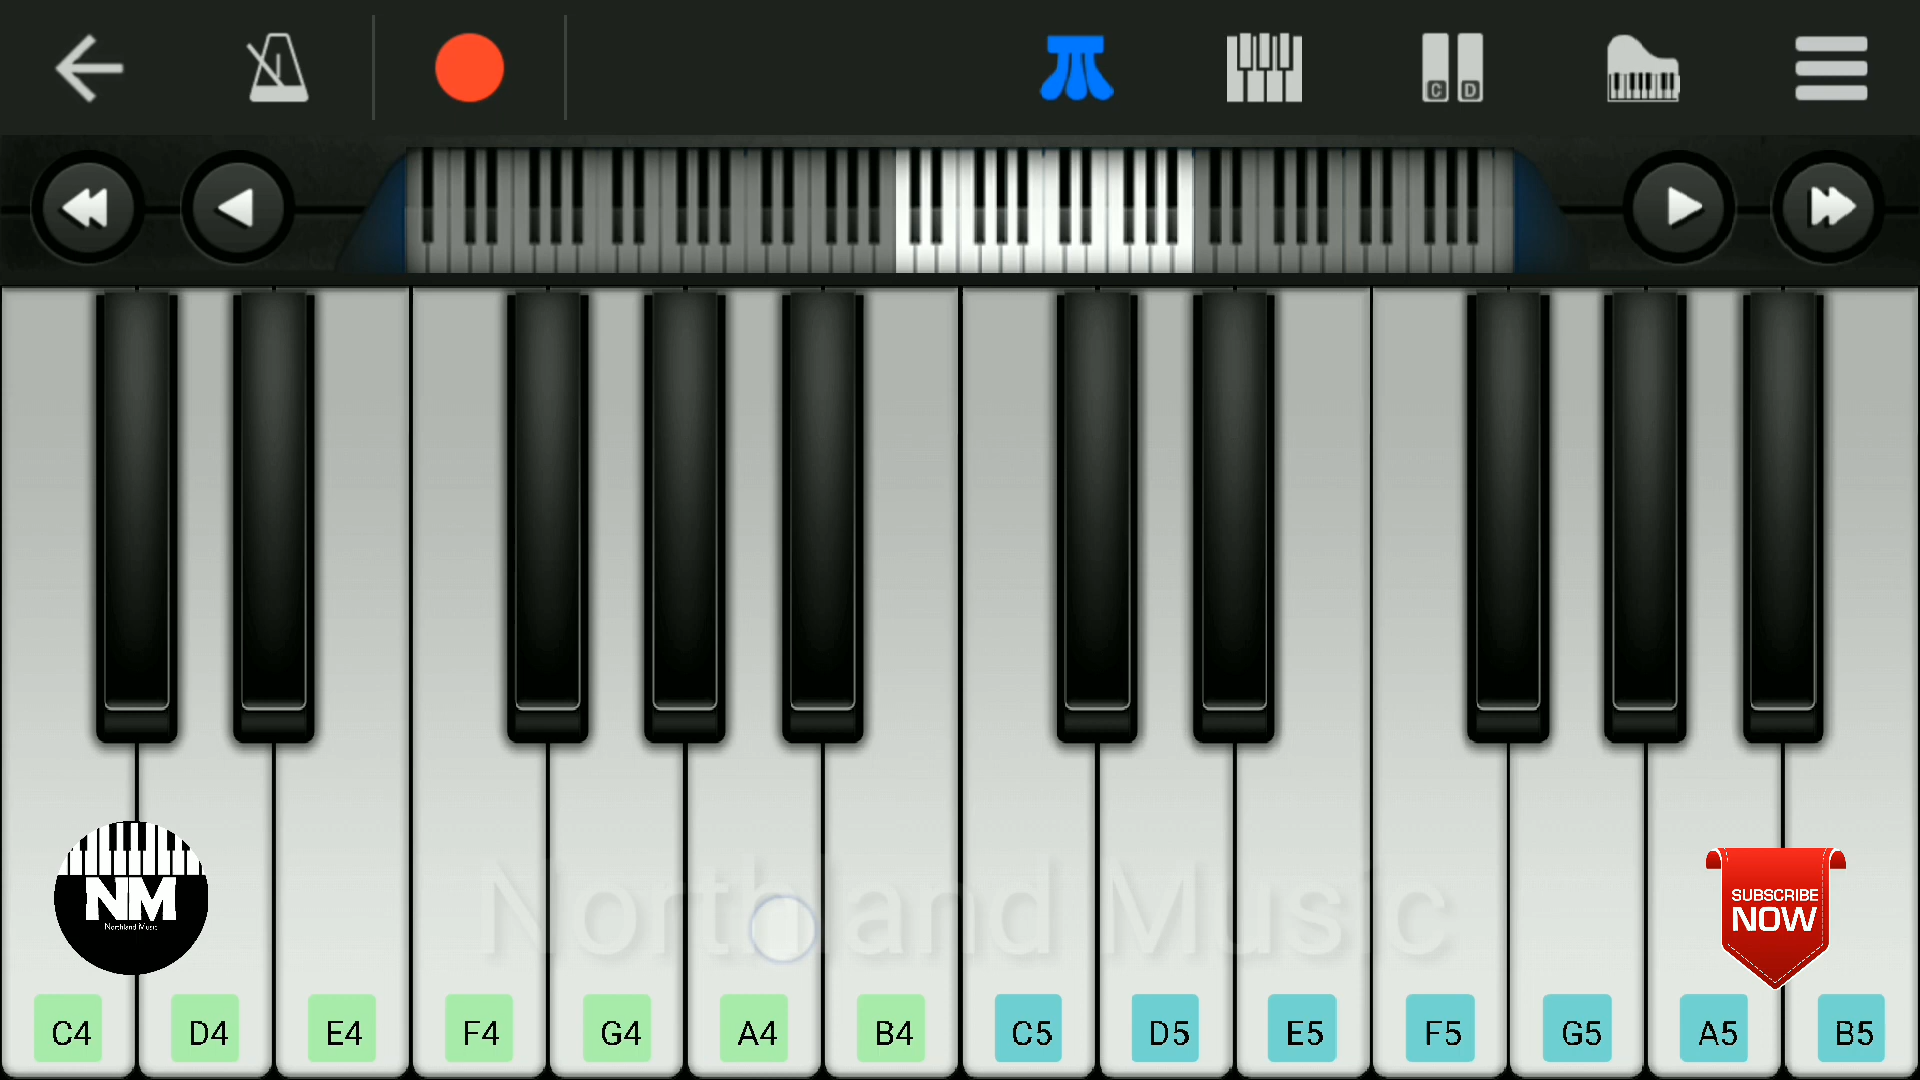 C D
NM
Northland Music
Northland Music
SUBSCRIBE
NOW
C4 D4 E4 F4 G4 A4 B4 C5 D5 E5 F5 G5 A5 B5